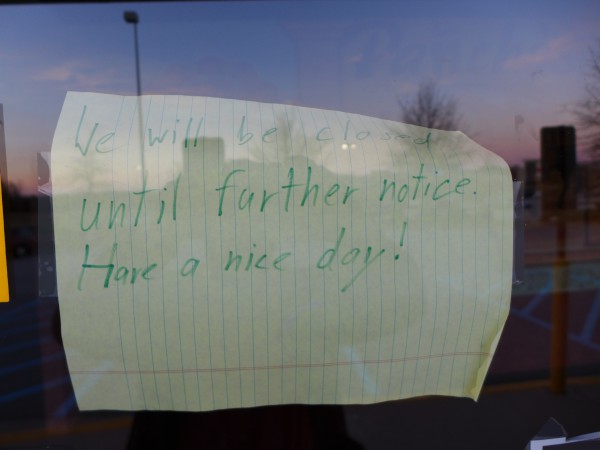 We will be closed
until further notice.
Have a nice day!